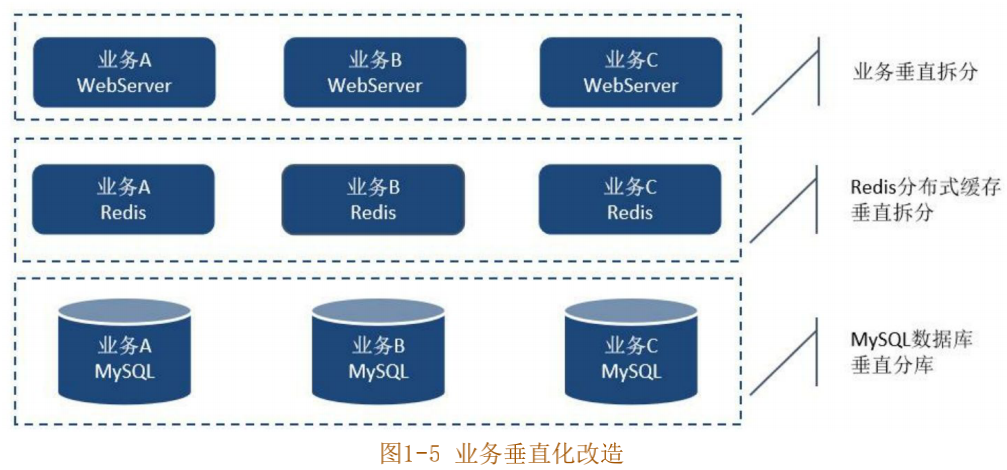 业务A
WebServer
业务B
WebServer
业务C
WebServer
业务垂直拆分
业务A
Redis
业务B
Redis
业务C
Redis
Redis分布式缓存
垂直拆分
业务A
MySQL
业务B
MySQL
业务C
MySQL
MySQL数据库
垂直分库
图1-5 业务垂直化改造